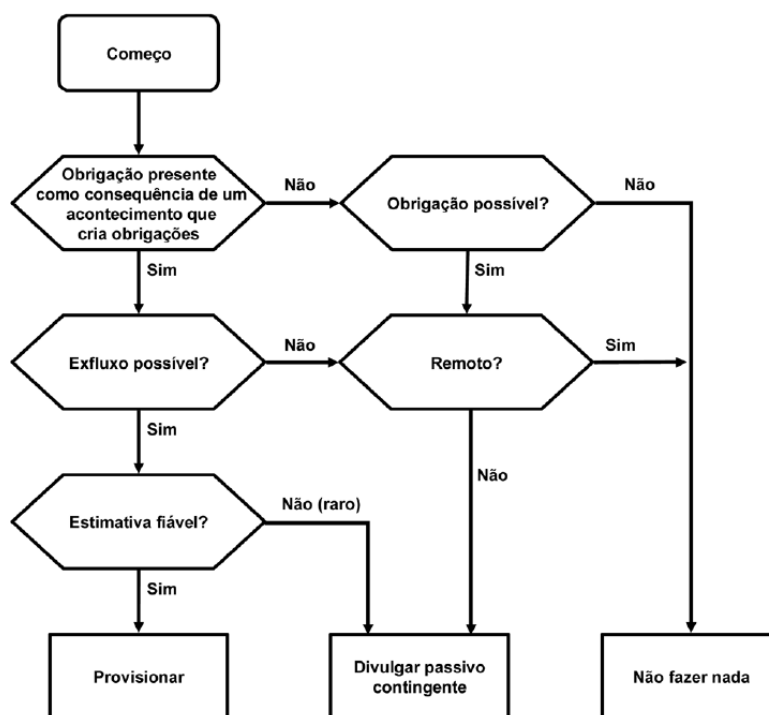 Começo
Obrigação presente
como consequência de um
acontecimento que
cria obrigações
Não
Obrigação possível?
Não
Sim
Sim
Exfluxo possível?
Não
Remoto?
Sim
Sim
Não
Estimativa fiável?
Não (raro)
Sim
Provisionar
Divulgar passivo
contingente
Não fazer nada